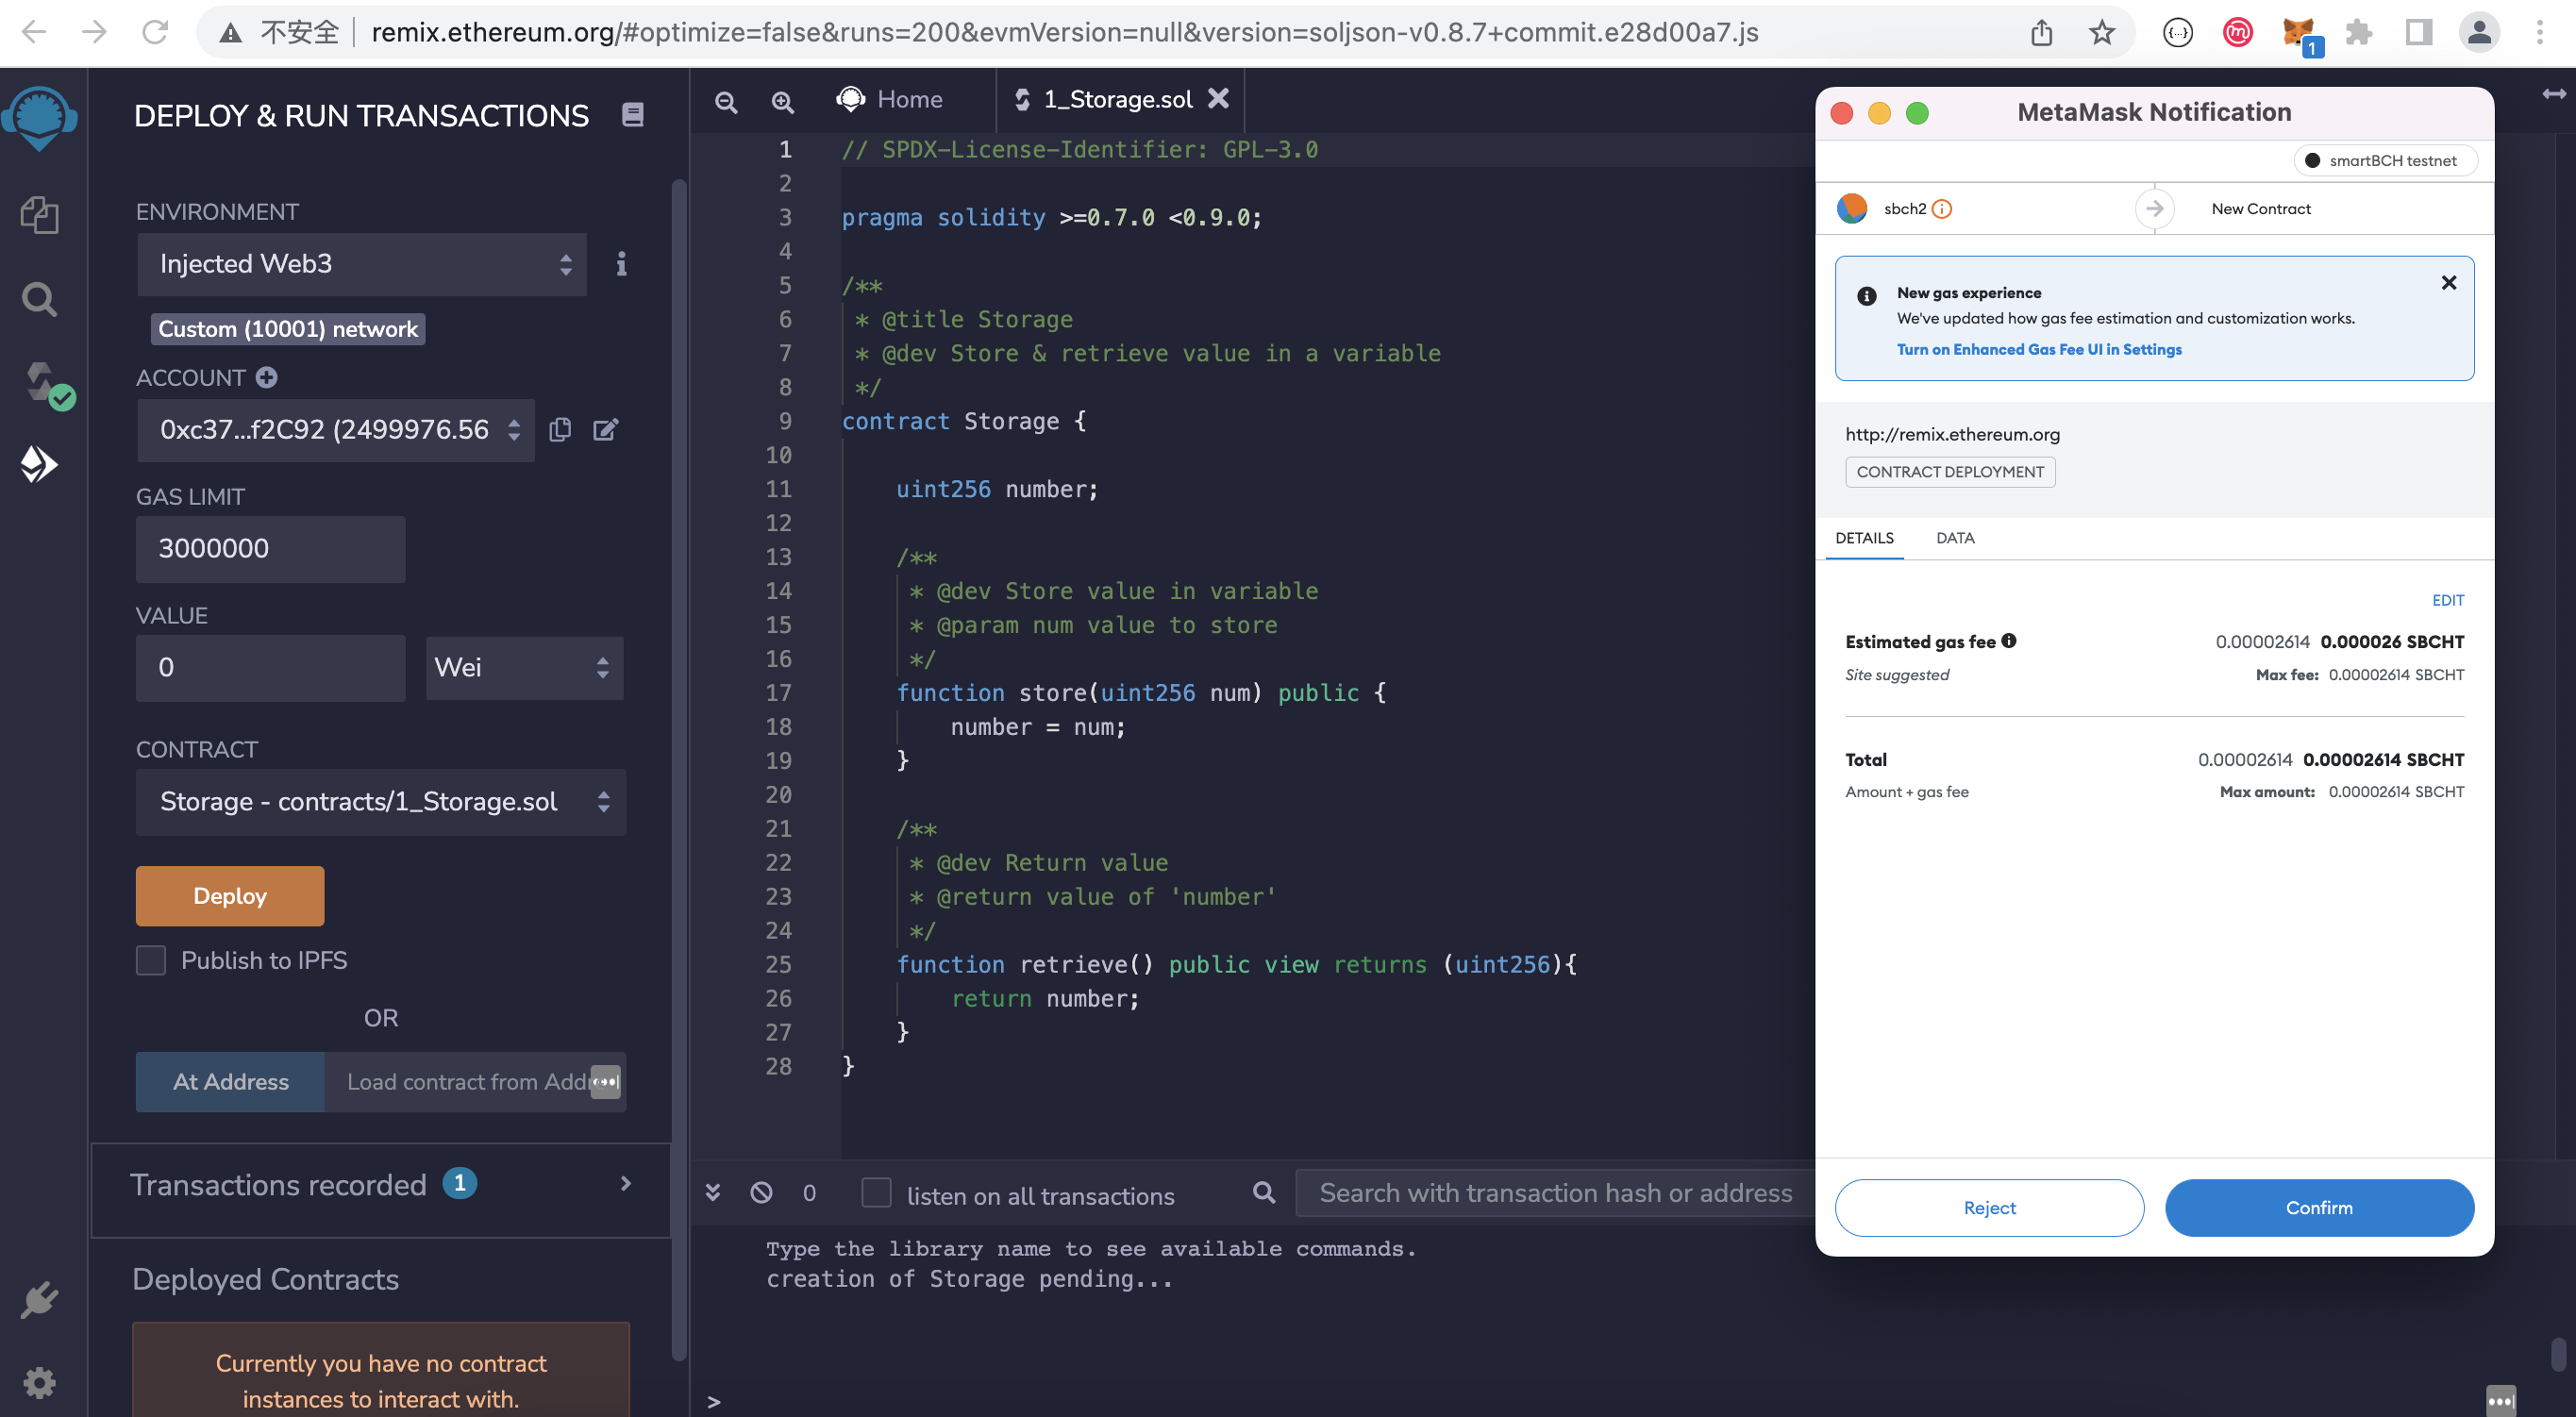 不安全
remix.ethereum.org/#optimize=false&runs=200&evmVersion=null&version=soljson-v0.8.7+commit.e28d00a7.js
1
DEPLOY & RUN TRANSACTIONS
ENVIRONMENT
Injected Web3
Custom (10001) network
ACCOUNT
0xc37...f2C92 (2499976.56
GAS LIMIT
3000000
VALUE
0
Wei
CONTRACT
Storage - contracts/1_Storage.sol
Deploy
Publish to IPFS
OR
At Address
Load contract from Addr
Transactions recorded 1
Deployed Contracts
Currently you have no contract
instances to interact with.
Home
1_Storage.sol
1 // SPDX-License-Identifier: GPL-3.0
2
3 pragma solidity >=0.7.0 <0.9.0;
4
5 /**
6 * @title Storage
7 * @dev Store & retrieve value in a variable
8 */
9 contract Storage {
10
11 uint256 number;
12
13 /**
14 * @dev Store value in variable
15 * @param num value to store
16 */
17 function store(uint256 num) public {
18 number = num;
19 }
20
21 /**
22 * @dev Return value
23 * @return value of 'number'
24 */
25 function retrieve() public view returns (uint256){
26 return number;
27 }
28 }
0
listen on all transactions
Search with transaction hash or address
Type the library name to see available commands.
creation of Storage pending...
>
MetaMask Notification
smartBCH testnet
sbch2
New Contract
New gas experience
We've updated how gas fee estimation and customization works.
Turn on Enhanced Gas Fee UI in Settings
http://remix.ethereum.org
CONTRACT DEPLOYMENT
DETAILS
DATA
EDIT
Estimated gas fee 0.00002614 0.000026 SBCHT
Site suggested Max fee: 0.00002614 SBCHT
Total 0.00002614 0.00002614 SBCHT
Amount + gas fee Max amount: 0.00002614 SBCHT
Reject
Confirm